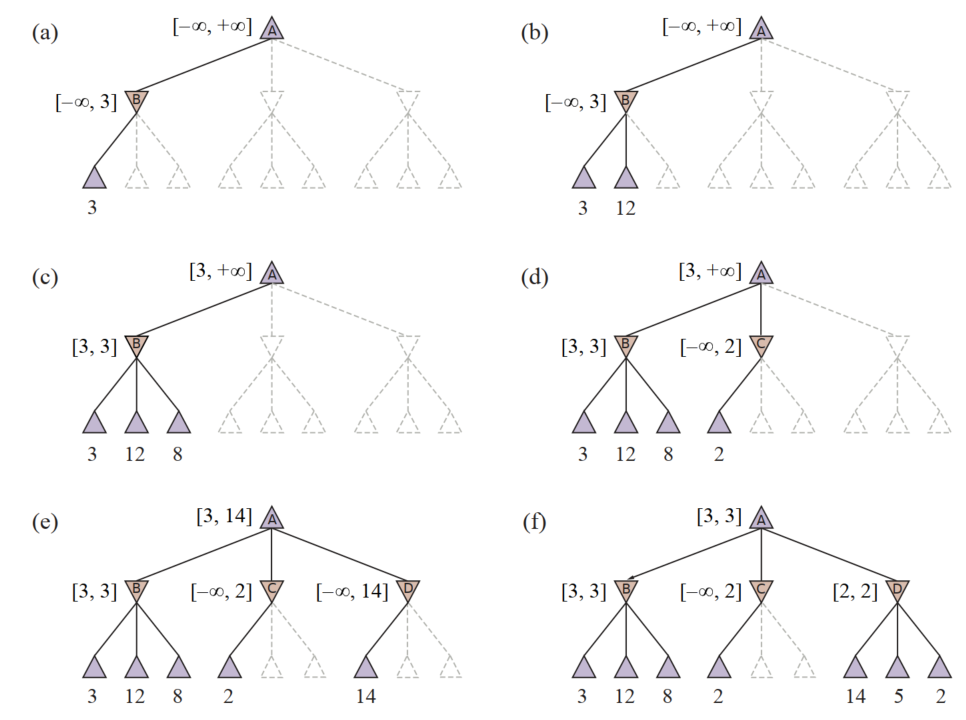 (a) [–∞, +∞] A
[–∞, 3] B
3
(b) [–∞, +∞] A
[–∞, 3] B
3 12
(c) [3, +∞] A
[3, 3] B
3 12 8
(d) [3, +∞] A
[3, 3] B [–∞, 2] C
3 12 8 2
(e) [3, 14] A
[3, 3] B [–∞, 2] C [–∞, 14] D
3 12 8 2 14
(f) [3, 3] A
[3, 3] B [–∞, 2] C [2, 2] D
3 12 8 2 14 5 2